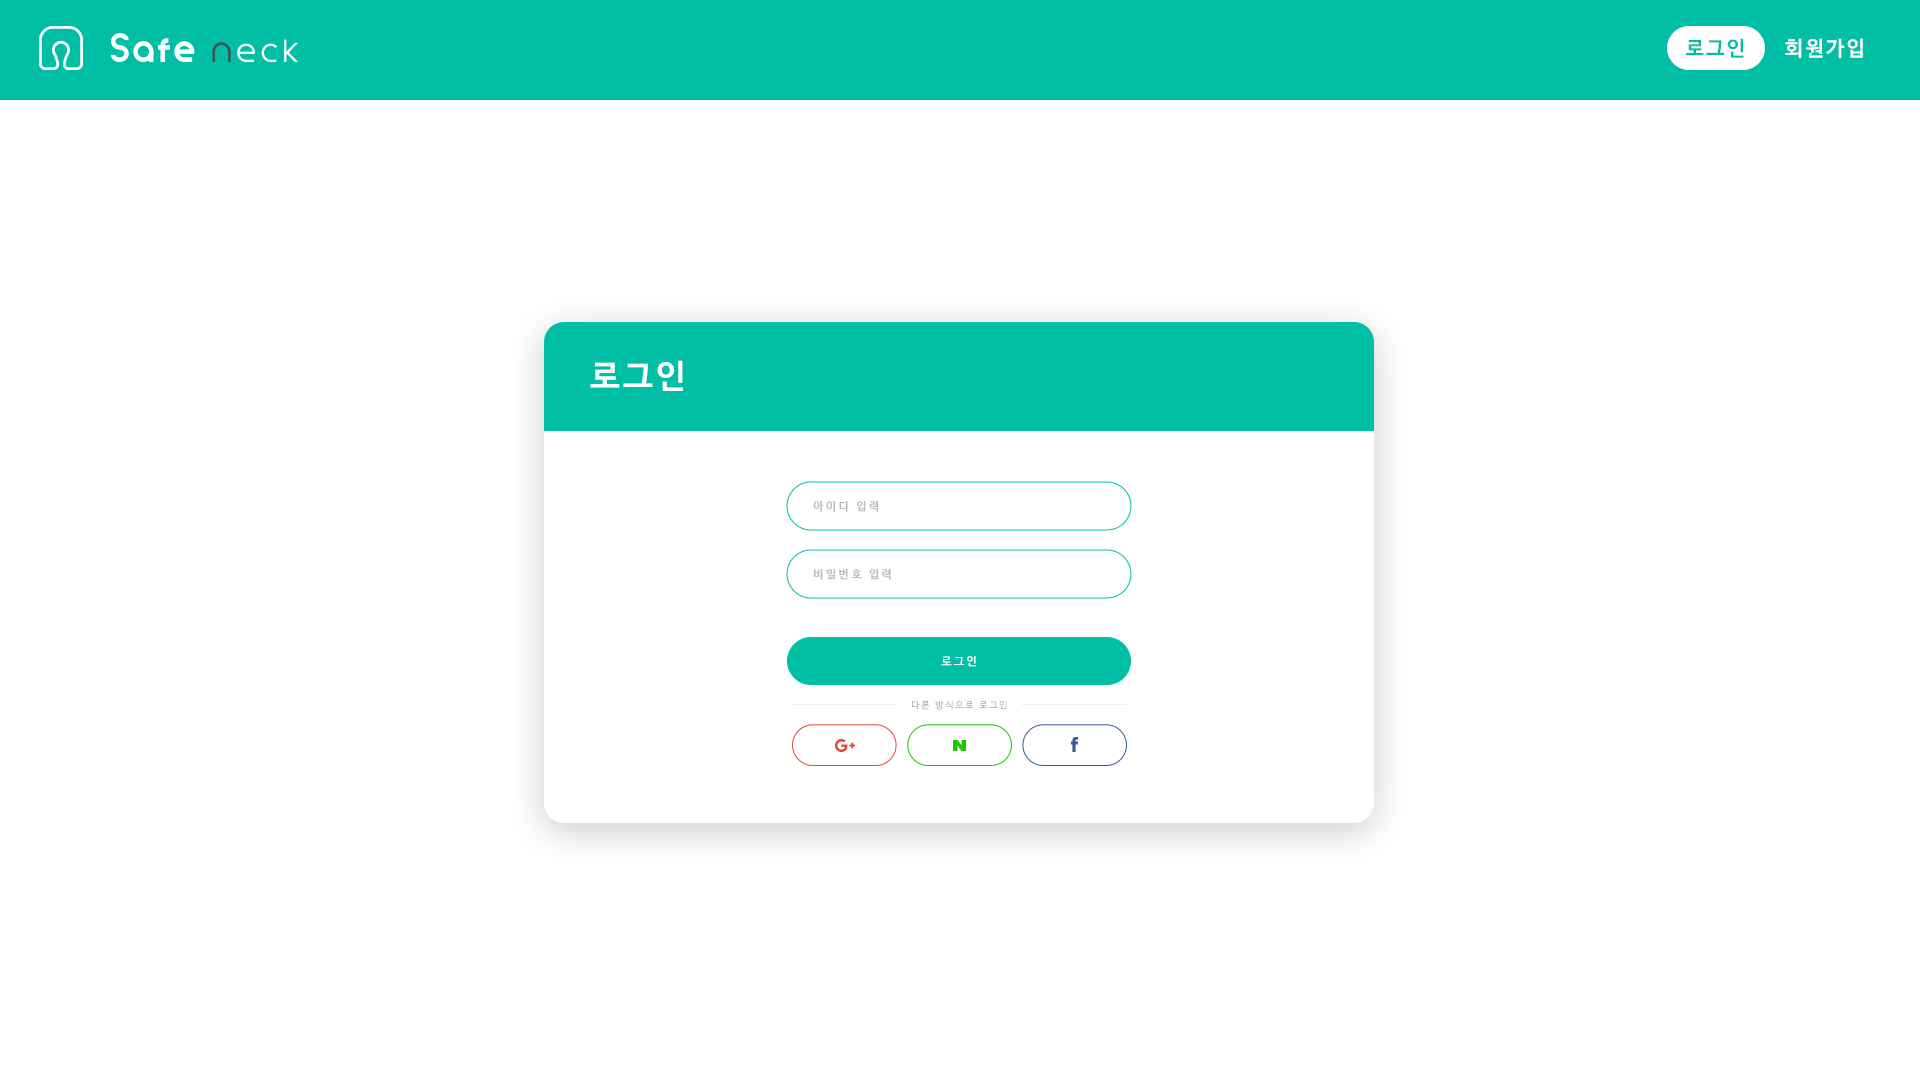 Safe neck
로그인 회원가입
로그인
아이디 입력
비밀번호 입력
로그인
다른 방식으로 로그인
G+ N f